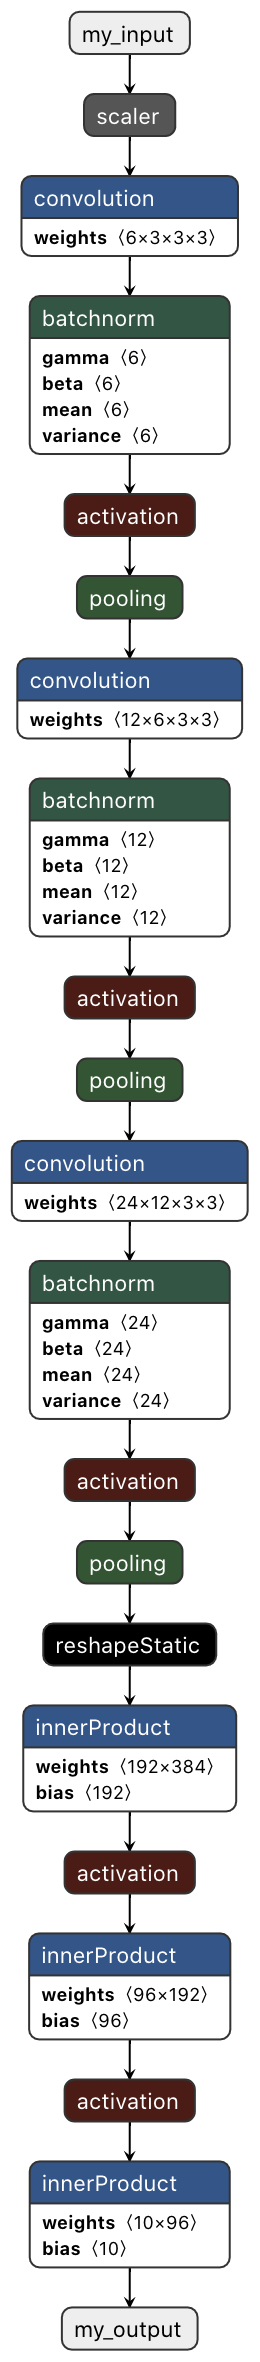 my_input
scaler
convolution
weights ⟨6×3×3×3⟩
batchnorm
gamma ⟨6⟩
beta ⟨6⟩
mean ⟨6⟩
variance ⟨6⟩
activation
pooling
convolution
weights ⟨12×6×3×3⟩
batchnorm
gamma ⟨12⟩
beta ⟨12⟩
mean ⟨12⟩
variance ⟨12⟩
activation
pooling
convolution
weights ⟨24×12×3×3⟩
batchnorm
gamma ⟨24⟩
beta ⟨24⟩
mean ⟨24⟩
variance ⟨24⟩
activation
pooling
reshapeStatic
innerProduct
weights ⟨192×384⟩
bias ⟨192⟩
activation
innerProduct
weights ⟨96×192⟩
bias ⟨96⟩
activation
innerProduct
weights ⟨10×96⟩
bias ⟨10⟩
my_output